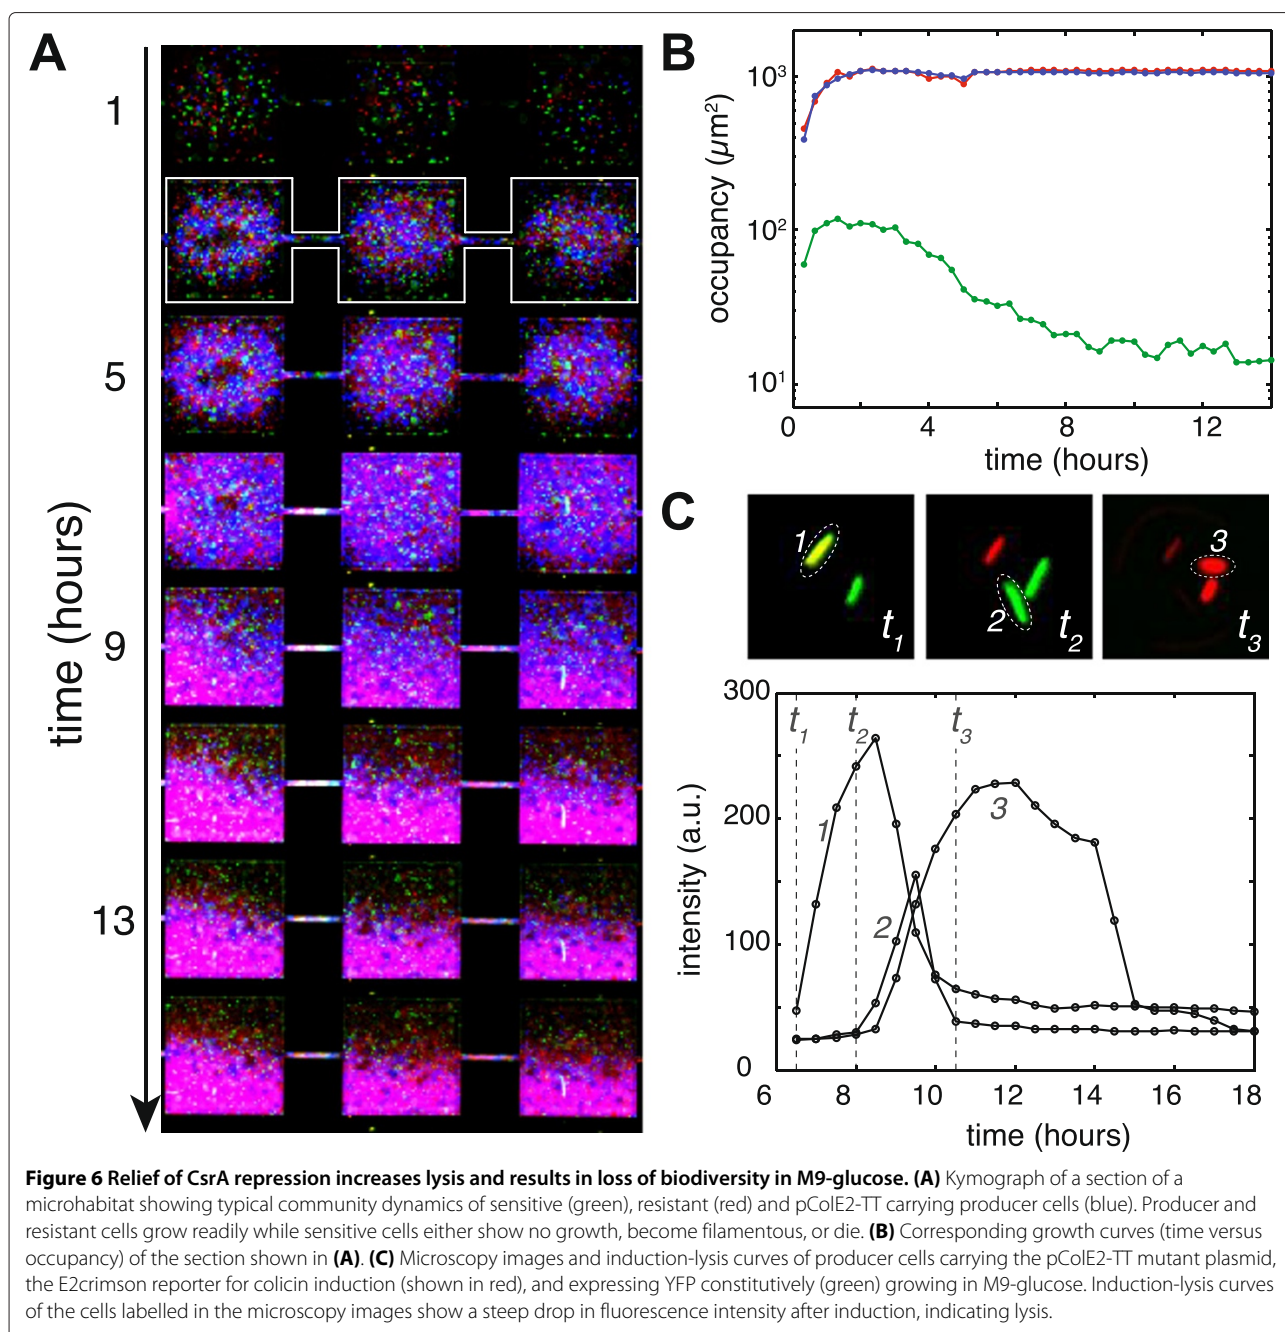 A
1
5
9
13
time (hours)
B
10³
10²
10¹
occupancy (µm²)
0 4 8 12
time (hours)
C
1
t₁
2
t₂
3
t₃
300
200
100
0
intensity (a.u.)
t₁ t₂ t₃
1
2
3
6 8 10 12 14 16 18
time (hours)
Figure 6 Relief of CsrA repression increases lysis and results in loss of biodiversity in M9-glucose. (A) Kymograph of a section of a
microhabitat showing typical community dynamics of sensitive (green), resistant (red) and pColE2-TT carrying producer cells (blue). Producer and
resistant cells grow readily while sensitive cells either show no growth, become filamentous, or die. (B) Corresponding growth curves (time versus
occupancy) of the section shown in (A). (C) Microscopy images and induction-lysis curves of producer cells carrying the pColE2-TT mutant plasmid,
the E2crimson reporter for colicin induction (shown in red), and expressing YFP constitutively (green) growing in M9-glucose. Induction-lysis curves
of the cells labelled in the microscopy images show a steep drop in fluorescence intensity after induction, indicating lysis.